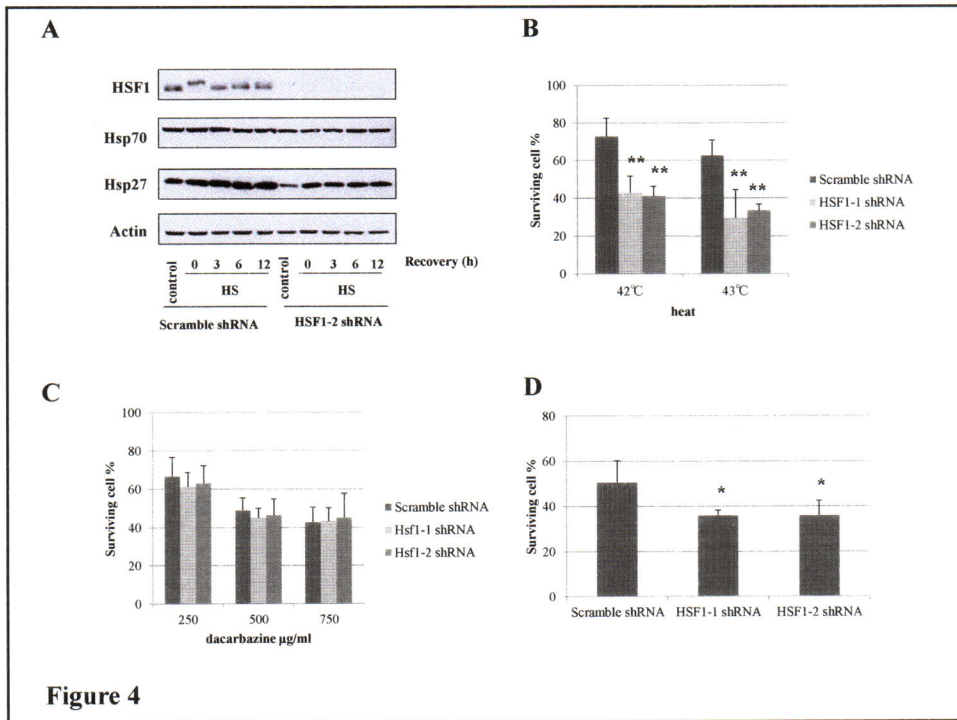 A
HSF1
Hsp70
Hsp27
Actin
control 0 3 6 12 control 0 3 6 12 Recovery (h)
HS HS
Scramble shRNA HSF1-2 shRNA
B
Surviving cell %
100
80
60
40
20
0
** ** ** **
42℃ 43℃
heat
Scramble shRNA
HSF1-1 shRNA
HSF1-2 shRNA
C
Surviving cell %
100
80
60
40
20
0
250 500 750
dacarbazine µg/ml
Scramble shRNA
Hsf1-1 shRNA
Hsf1-2 shRNA
D
Surviving cell %
80
60
40
20
0
* *
Scramble shRNA HSF1-1 shRNA HSF1-2 shRNA
Figure 4